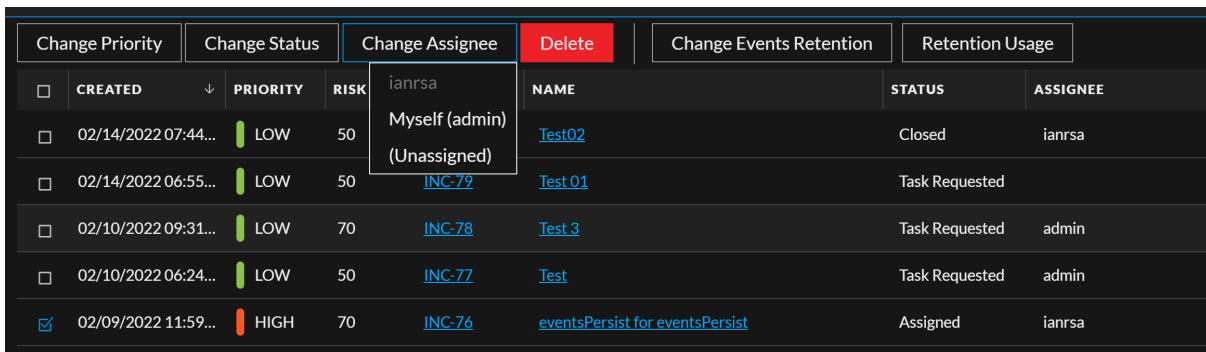 Change Priority Change Status Change Assignee Delete Change Events Retention Retention Usage
ianrsa
Myself (admin)
(Unassigned)
CREATED ↓ PRIORITY RISK NAME STATUS ASSIGNEE
02/14/2022 07:44... LOW 50 Test02 Closed ianrsa
02/14/2022 06:55... LOW 50 INC-79 Test 01 Task Requested
02/10/2022 09:31... LOW 70 INC-78 Test 3 Task Requested admin
02/10/2022 06:24... LOW 50 INC-77 Test Task Requested admin
02/09/2022 11:59... HIGH 70 INC-76 eventsPersist for eventsPersist Assigned ianrsa